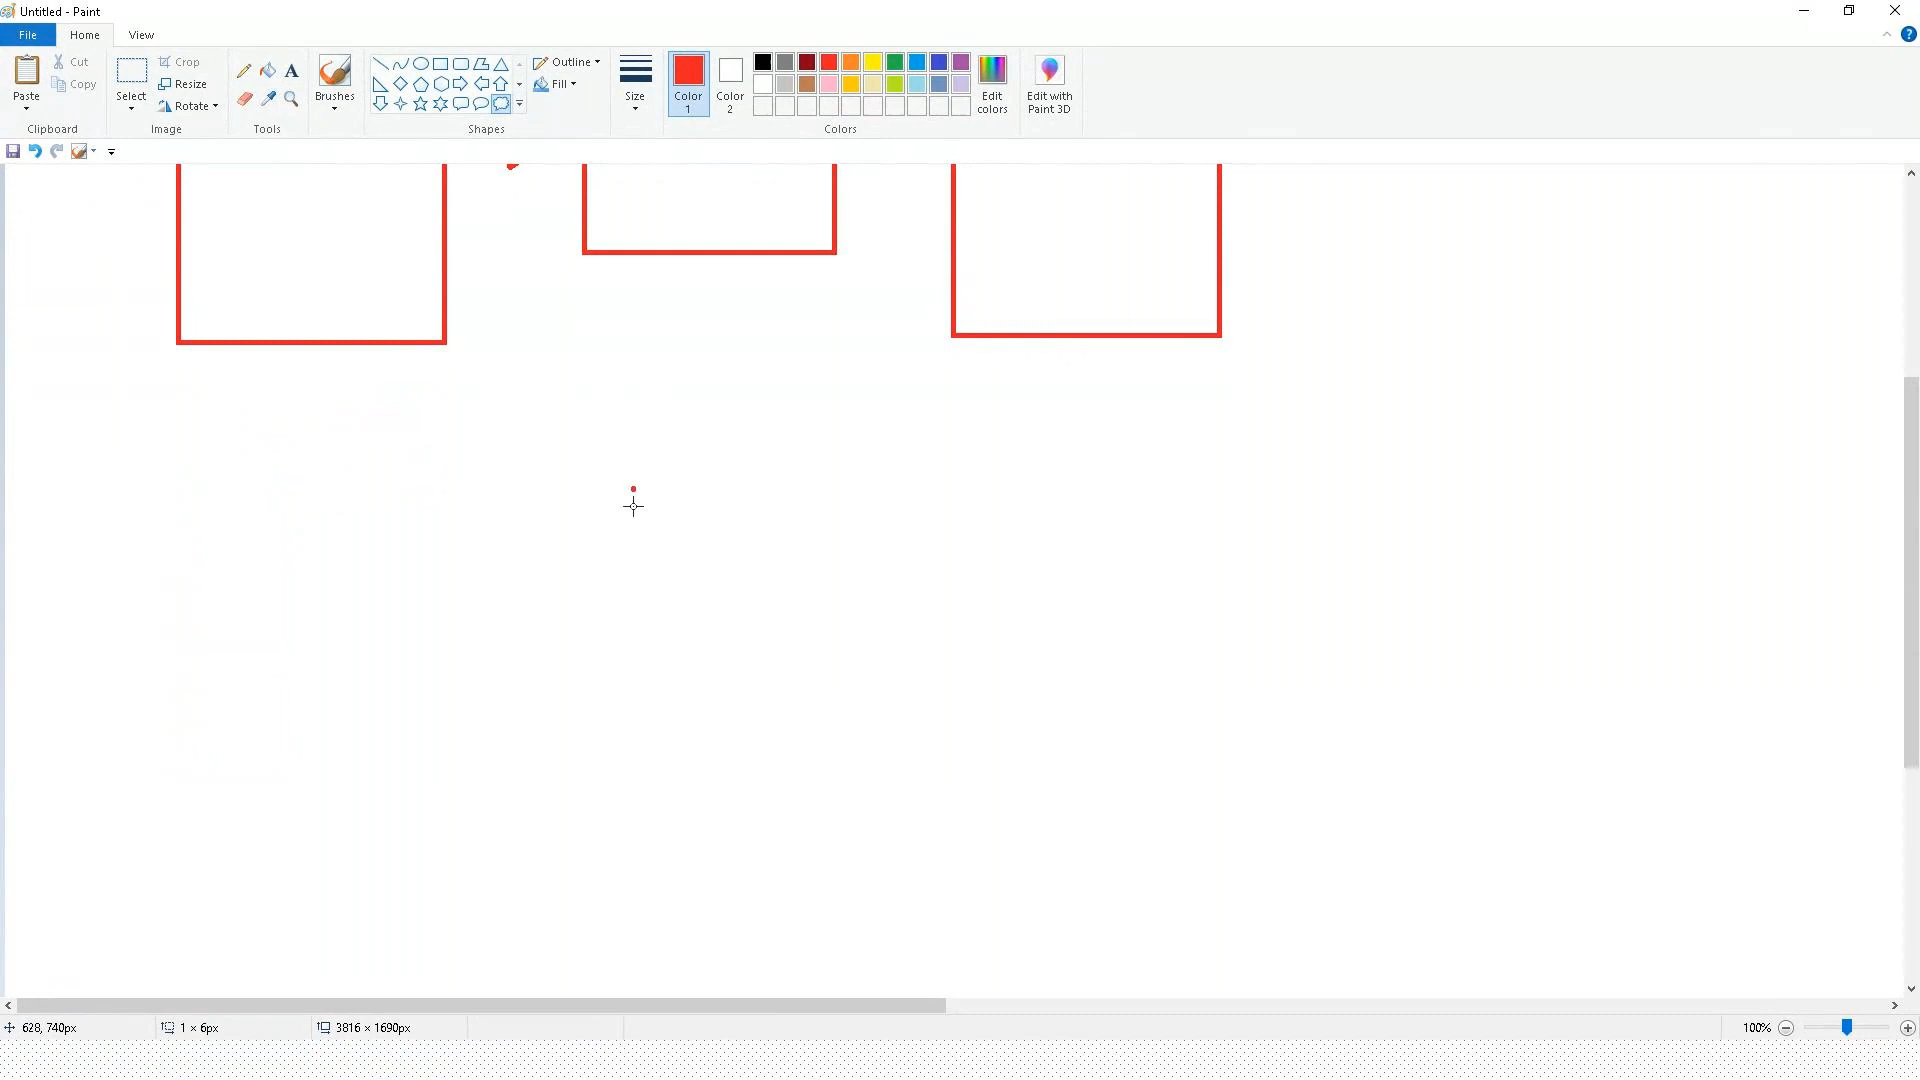 Untitled - Paint
File Home View
Paste
Cut
Copy
Clipboard
Select
Crop
Resize
Rotate
Image
A
Tools
Brushes
Shapes
Outline
Fill
Size
Color 1
Color 2
Colors
Edit colors
Edit with Paint 3D
?
628, 740px
1 × 6px
3816 × 1690px
100%